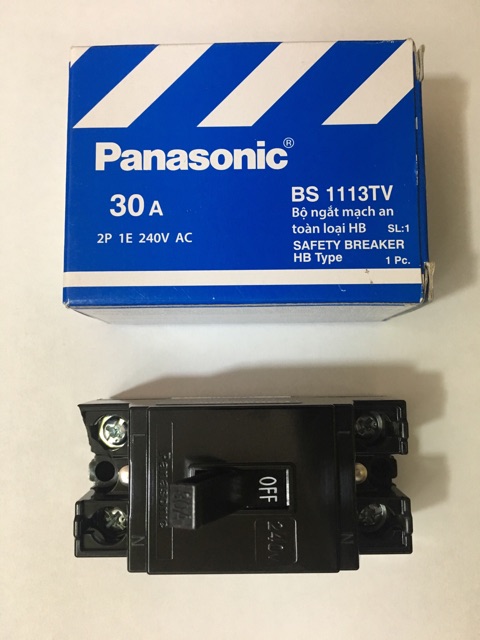 Panasonic®
30 A
2P 1E 240V AC
BS 1113TV
Bộ ngắt mạch an
toàn loại HB SL:1
SAFETY BREAKER
HB Type 1 Pc.
Panasonic
OFF
240V
N
N